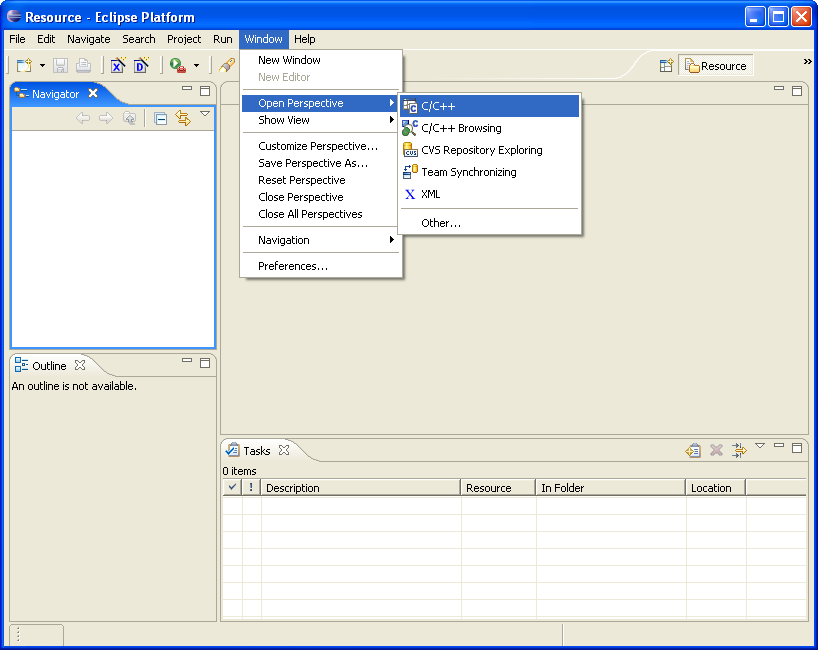 Resource - Eclipse Platform
File Edit Navigate Search Project Run Window Help
New Window
New Editor
Open Perspective
Show View
Customize Perspective...
Save Perspective As...
Reset Perspective
Close Perspective
Close All Perspectives
Navigation
Preferences...
C/C++
C/C++ Browsing
CVS Repository Exploring
Team Synchronizing
X XML
Other...
Resource
Navigator
Outline
An outline is not available.
Tasks
0 items
! Description Resource In Folder Location